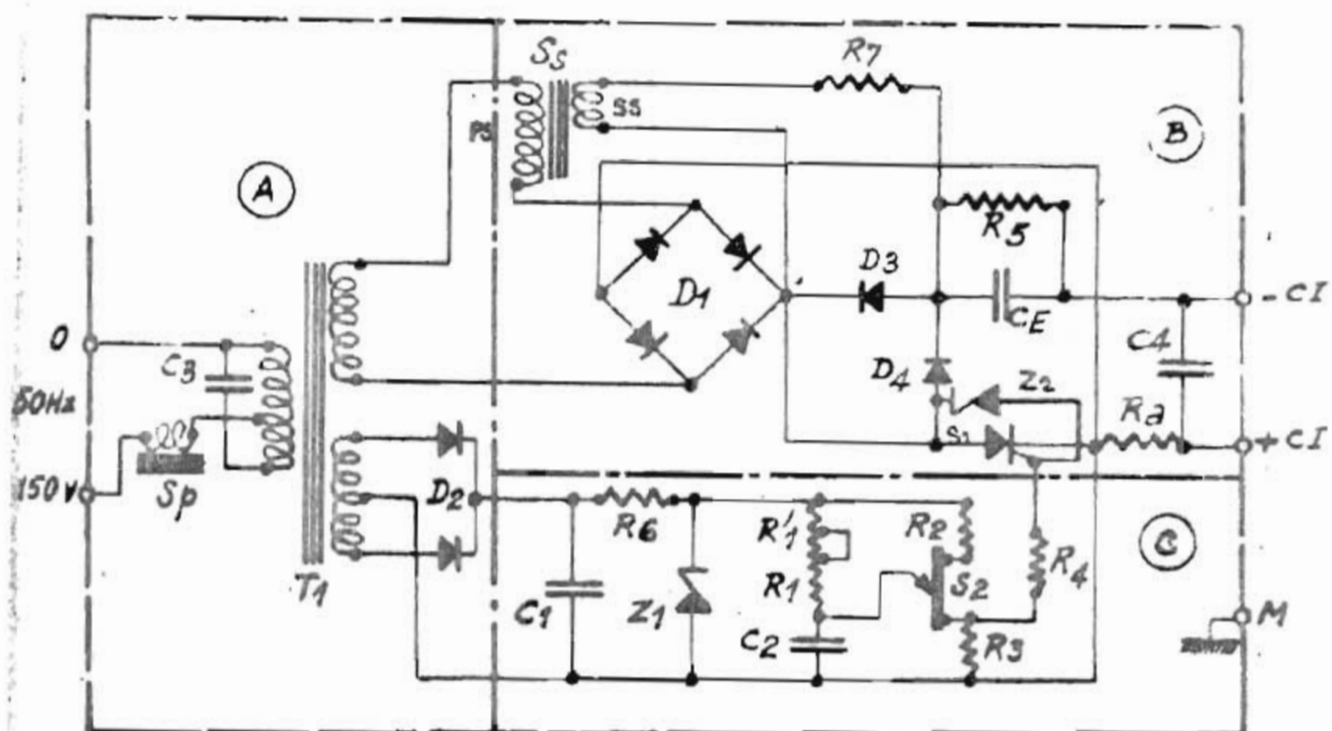 Ss
R7
PS
SS
B
A
R5
D3
D1
CE
- CI
0
C3
C4
D4
Z2
50Hz
Ra
S1
+ CI
150V
Sp
D2
R6
R'1
R2
C
T1
C1
Z1
R1
S2
R4
C2
R3
M